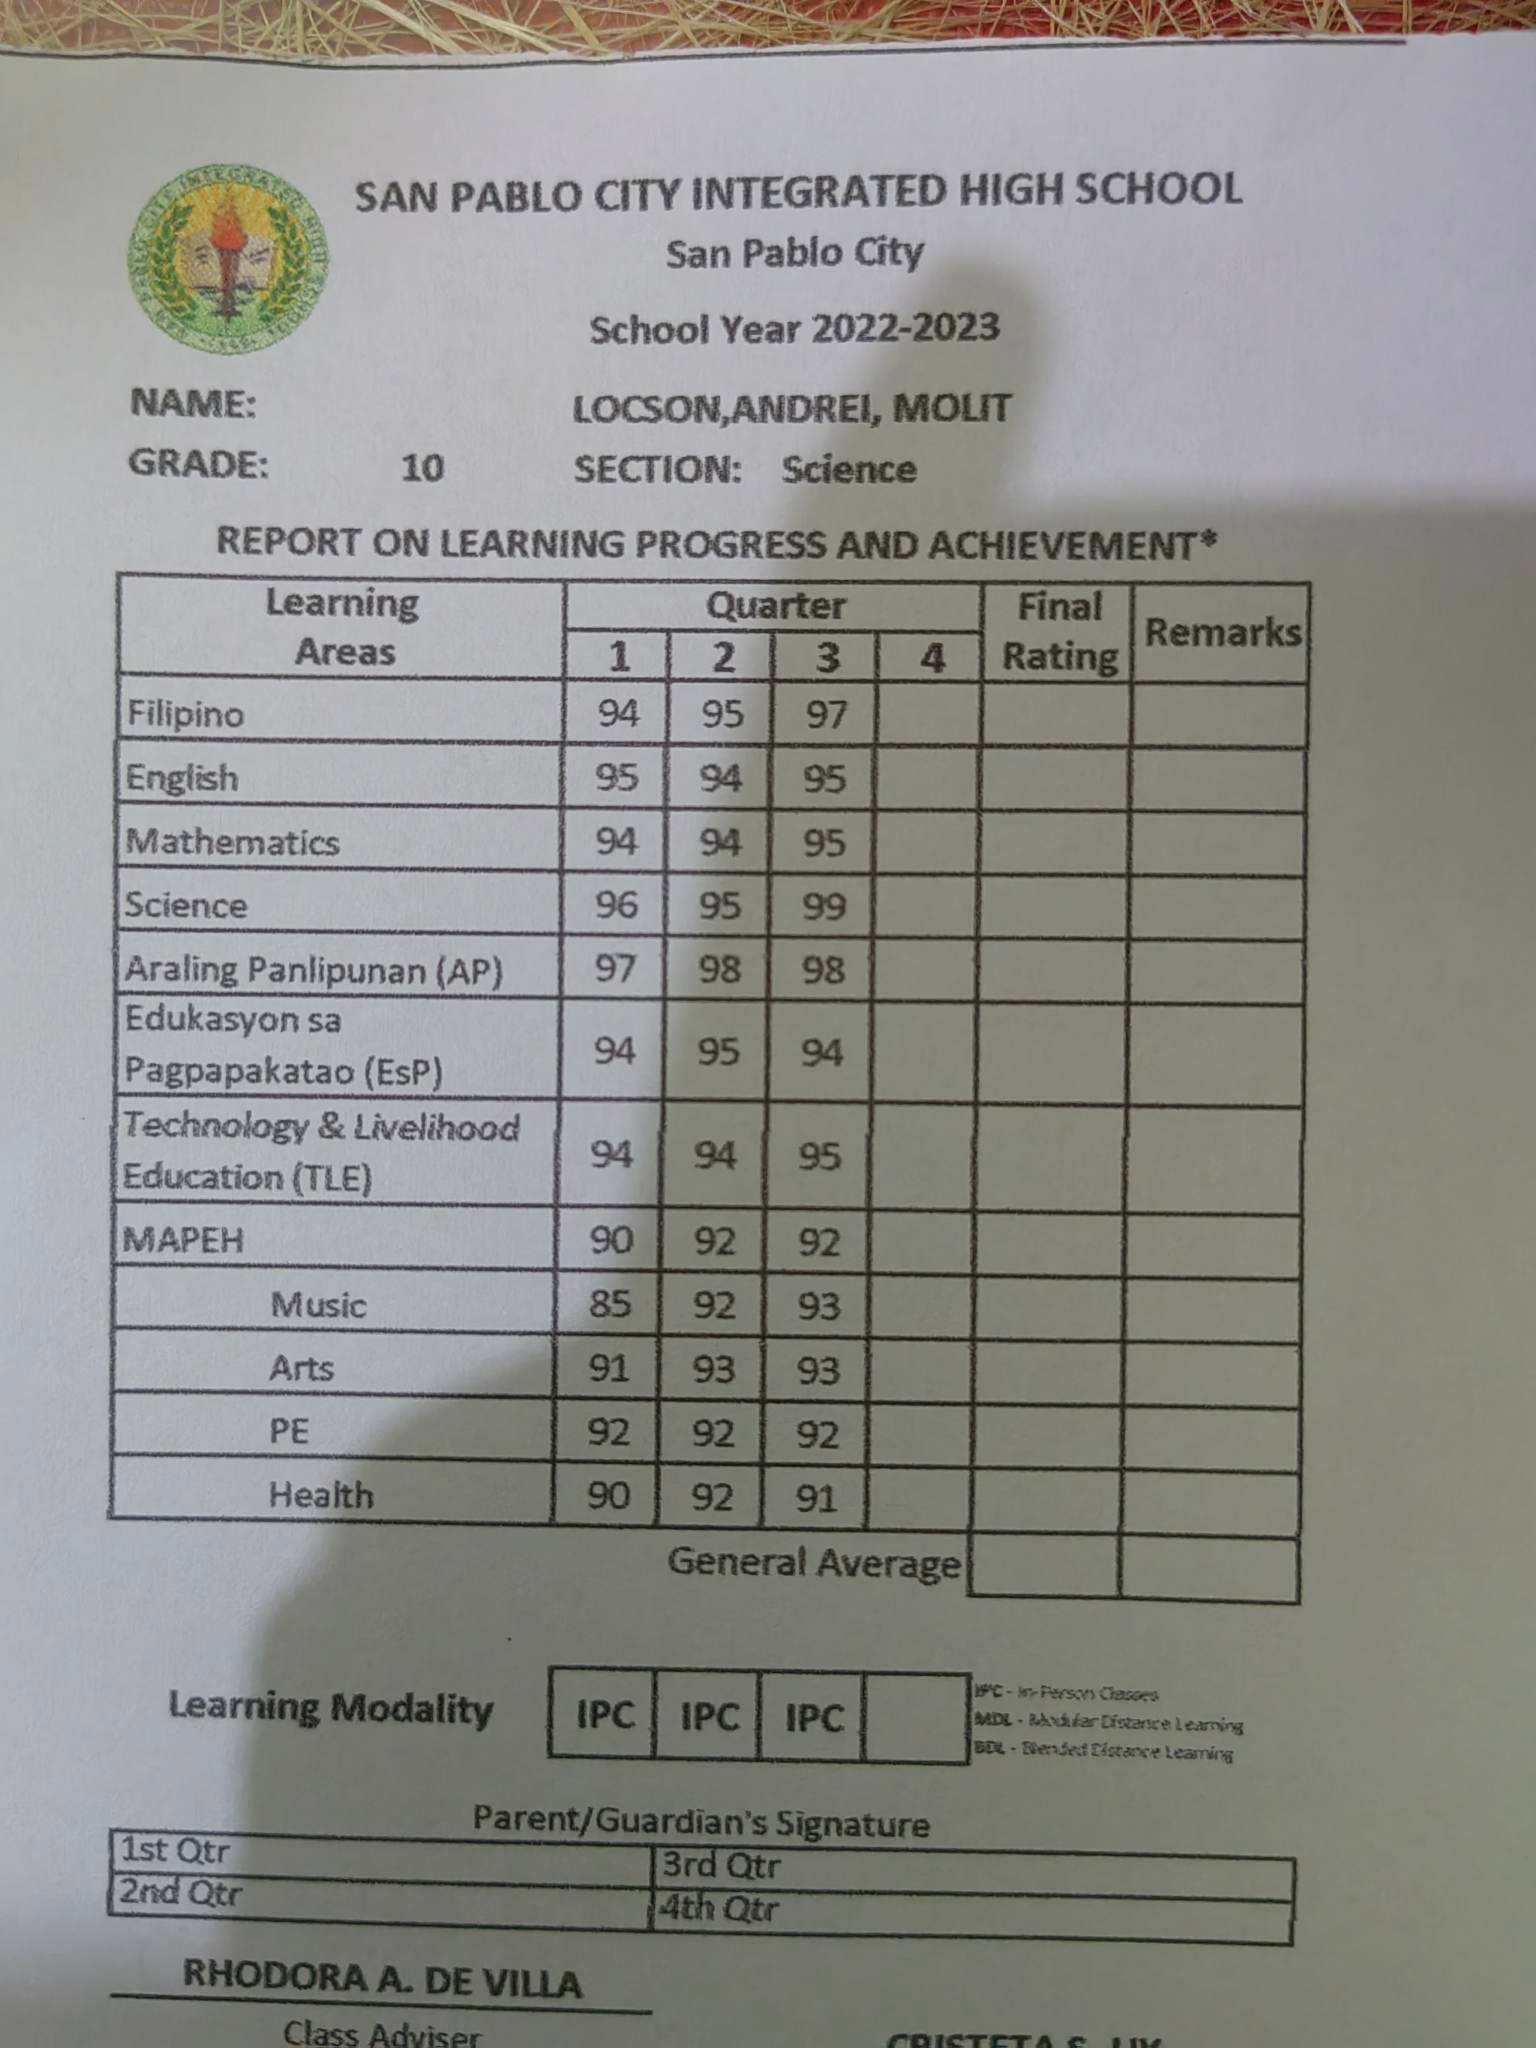 SAN PABLO CITY INTEGRATED HIGH SCHOOL
San Pablo City
School Year 2022-2023
NAME: LOCSON,ANDREI, MOLIT
GRADE: 10 SECTION: Science
REPORT ON LEARNING PROGRESS AND ACHIEVEMENT*
Learning Areas Quarter Final Rating Remarks
1 2 3 4
Filipino 94 95 97
English 95 94 95
Mathematics 94 94 95
Science 96 95 99
Araling Panlipunan (AP) 97 98 98
Edukasyon sa
Pagpapakatao (EsP) 94 95 94
Technology & Livelihood
Education (TLE) 94 94 95
MAPEH 90 92 92
Music 85 92 93
Arts 91 93 93
PE 92 92 92
Health 90 92 91
General Average
Learning Modality IPC IPC IPC
IPC - In-Person Classes
MDL - Modular Distance Learning
BDL - Blended Distance Learning
Parent/Guardian's Signature
1st Qtr 3rd Qtr
2nd Qtr 4th Qtr
RHODORA A. DE VILLA
Class Adviser
CRISTETA S. UY